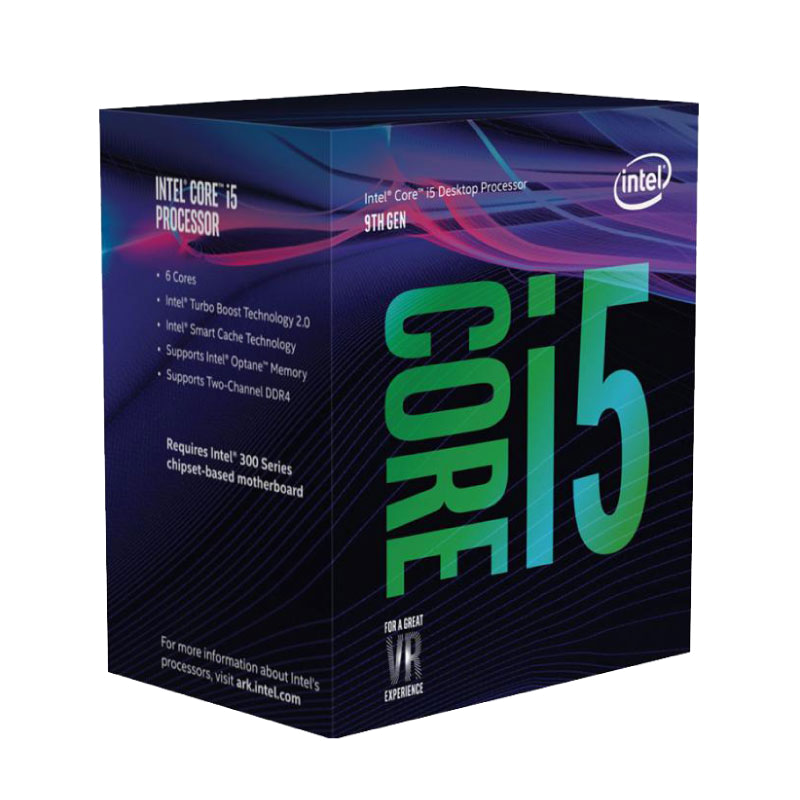 INTEL® CORE™ i5
PROCESSOR
• 6 Cores
• Intel® Turbo Boost Technology 2.0
• Intel® Smart Cache Technology
• Supports Intel® Optane™ Memory
• Supports Two-Channel DDR4
Requires Intel® 300 Series
chipset-based motherboard
For more information about Intel's
processors, visit ark.intel.com
Intel® Core™ i5 Desktop Processor
9TH GEN
intel
CORE i5
FOR A GREAT
VR
EXPERIENCE